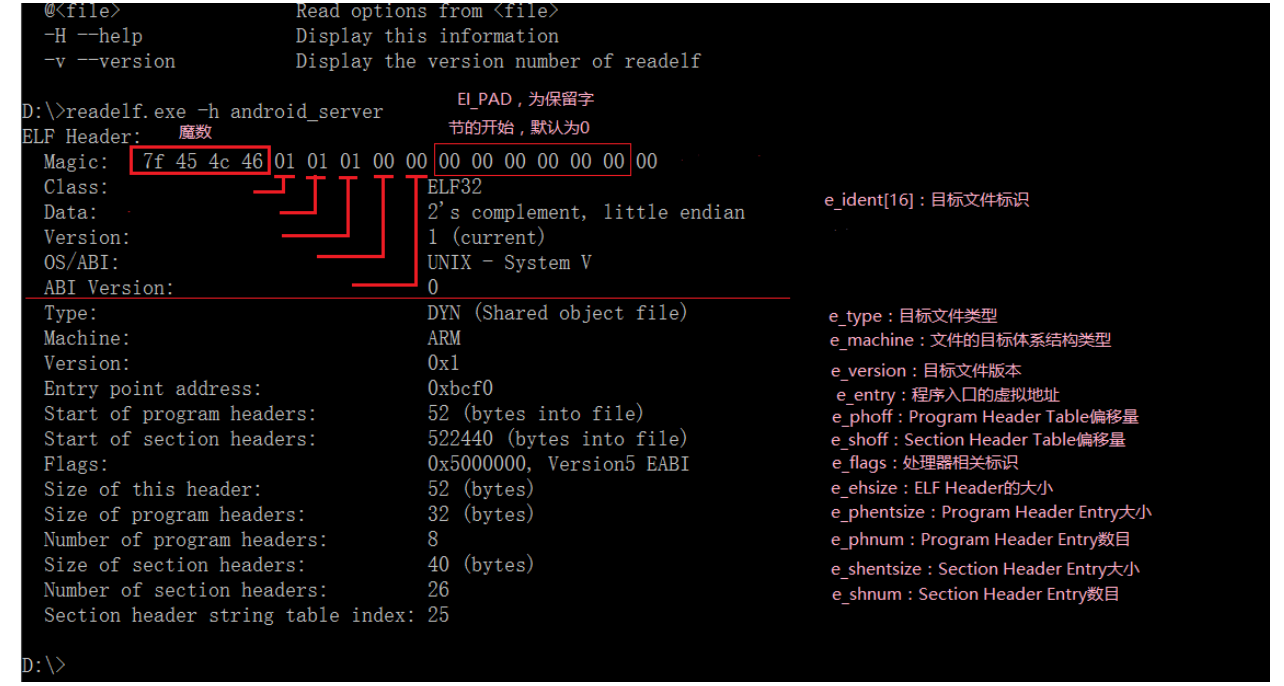 @<file> Read options from <file>
-H --help Display this information
-v --version Display the version number of readelf
D:\>readelf.exe -h android_server
EI_PAD，为保留字
节的开始，默认为0
ELF Header:
魔数
Magic: 7f 45 4c 46 01 01 01 00 00 00 00 00 00 00 00 00
Class: ELF32
e_ident[16]：目标文件标识
Data: 2's complement, little endian
Version: 1 (current)
OS/ABI: UNIX - System V
ABI Version: 0
Type: DYN (Shared object file) e_type：目标文件类型
Machine: ARM e_machine：文件的目标体系结构类型
Version: 0x1 e_version：目标文件版本
Entry point address: 0xbcf0 e_entry：程序入口的虚拟地址
Start of program headers: 52 (bytes into file) e_phoff：Program Header Table偏移量
Start of section headers: 522440 (bytes into file) e_shoff：Section Header Table偏移量
Flags: 0x5000000, Version5 EABI e_flags：处理器相关标识
Size of this header: 52 (bytes) e_ehsize：ELF Header的大小
Size of program headers: 32 (bytes) e_phentsize：Program Header Entry大小
Number of program headers: 8 e_phnum：Program Header Entry数目
Size of section headers: 40 (bytes) e_shentsize：Section Header Entry大小
Number of section headers: 26 e_shnum：Section Header Entry数目
Section header string table index: 25
D:\>